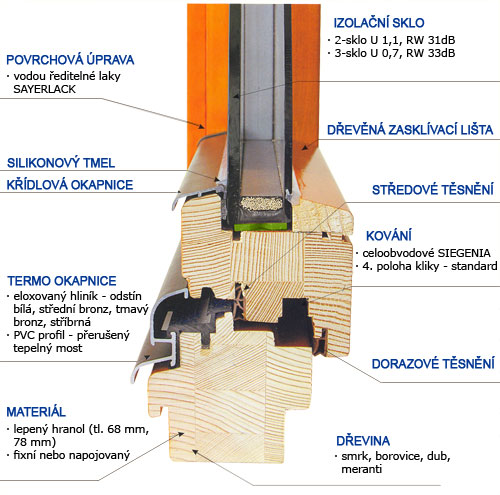 POVRCHOVÁ ÚPRAVA
· vodou ředitelné laky
SAYERLACK
SILIKONOVÝ TMEL
KŘÍDLOVÁ OKAPNICE
TERMO OKAPNICE
· eloxovaný hliník - odstín
bílá, střední bronz, tmavý
bronz, stříbrná
· PVC profil - přerušený
tepelný most
MATERIÁL
· lepený hranol (tl. 68 mm,
78 mm)
· fixní nebo napojovaný
IZOLAČNÍ SKLO
· 2-sklo U 1,1, RW 31dB
· 3-sklo U 0,7, RW 33dB
DŘEVĚNÁ ZASKLÍVACÍ LIŠTA
STŘEDOVÉ TĚSNĚNÍ
KOVÁNÍ
· celoobvodové SIEGENIA
· 4. poloha kliky - standard
DORAZOVÉ TĚSNĚNÍ
DŘEVINA
· smrk, borovice, dub,
meranti